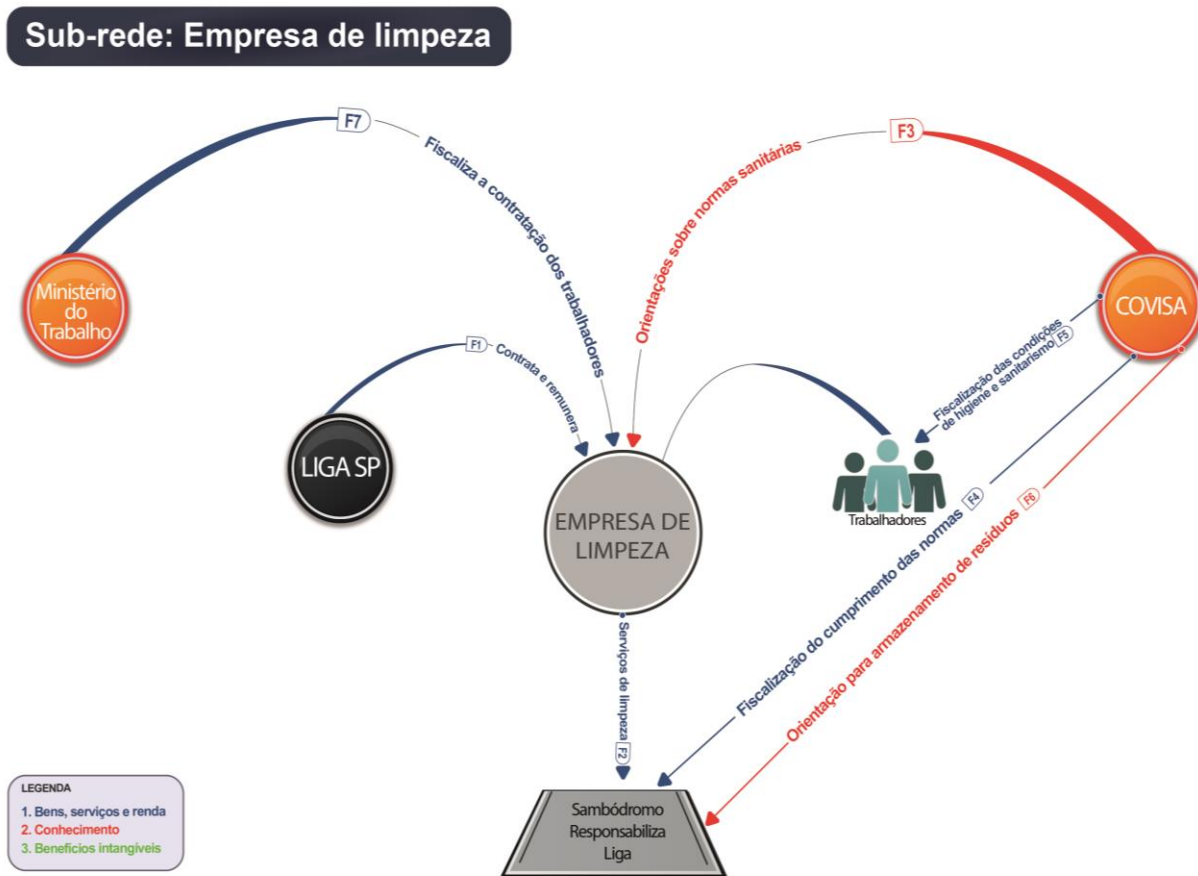 Sub-rede: Empresa de limpeza
F7
Fiscaliza a contratação dos trabalhadores
F3
Orientações sobre normas sanitárias
Ministério
do
Trabalho
COVISA
F1
Contrata e remunera
LIGA SP
Fiscalização das condições
de higiene e sanitarismo
F5
EMPRESA DE
LIMPEZA
Trabalhadores
Fiscalização do cumprimento das normas
F4
Orientação para armazenamento de resíduos
F6
Serviços de limpeza
F2
Sambódromo
Responsabiliza
Liga
LEGENDA
1. Bens, serviços e renda
2. Conhecimento
3. Benefícios intangíveis